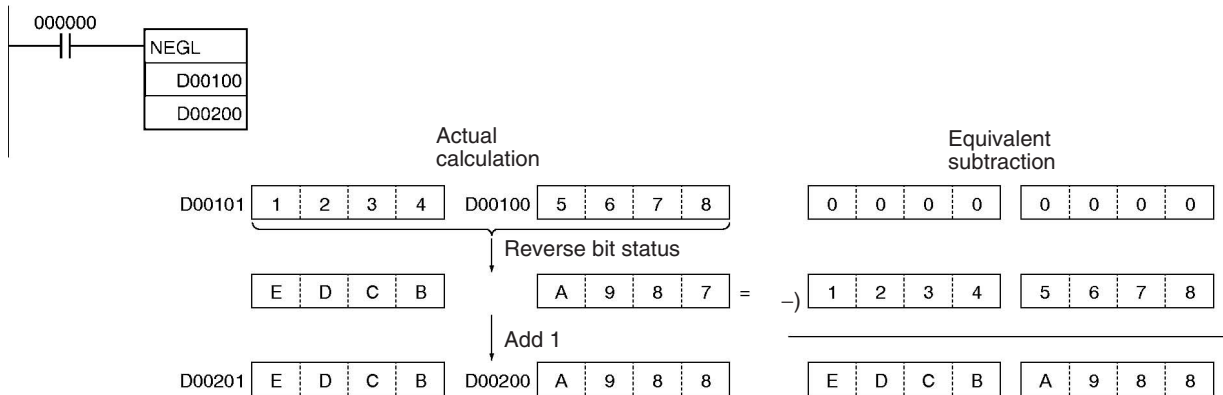 000000
NEGL
D00100
D00200
Actual
calculation
Equivalent
subtraction
D00101 1 2 3 4 D00100 5 6 7 8 0 0 0 0 0 0 0 0
Reverse bit status
E D C B A 9 8 7 = –) 1 2 3 4 5 6 7 8
Add 1
D00201 E D C B D00200 A 9 8 8 E D C B A 9 8 8